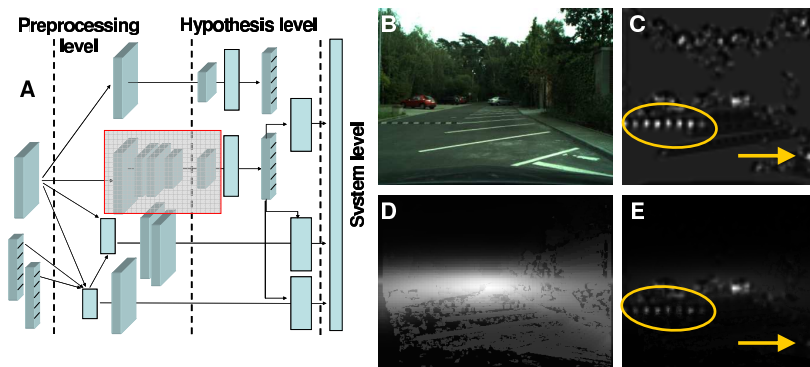 Preprocessing
level
Hypothesis level
A
System level
B
C
D
E